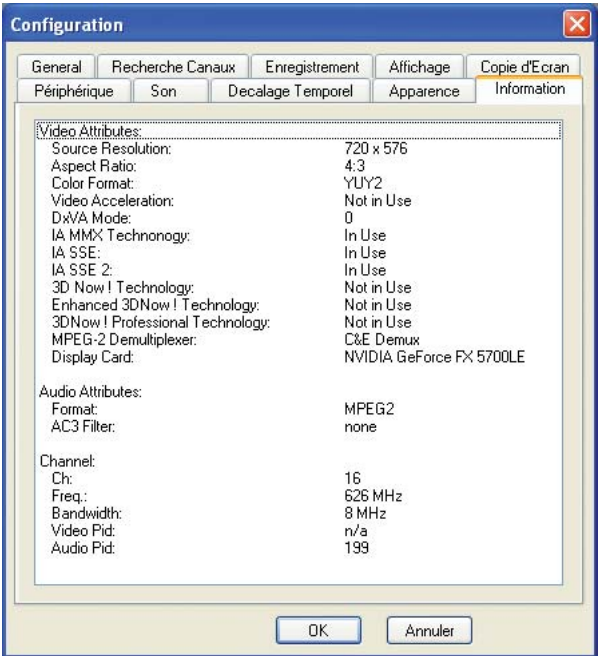 Configuration
General Recherche Canaux Enregistrement Affichage Copie d'Ecran
Périphérique Son Decalage Temporel Apparence Information
Video Attributes:
Source Resolution: 720 x 576
Aspect Ratio: 4:3
Color Format: YUY2
Video Acceleration: Not in Use
DxVA Mode: 0
IA MMX Technonogy: In Use
IA SSE: In Use
IA SSE 2: In Use
3D Now ! Technology: Not in Use
Enhanced 3DNow ! Technology: Not in Use
3DNow ! Professional Technology: Not in Use
MPEG-2 Demultiplexer: C&E Demux
Display Card: NVIDIA GeForce FX 5700LE
Audio Attributes:
Format: MPEG2
AC3 Filter: none
Channel:
Ch: 16
Freq.: 626 MHz
Bandwidth: 8 MHz
Video Pid: n/a
Audio Pid: 199
OK Annuler